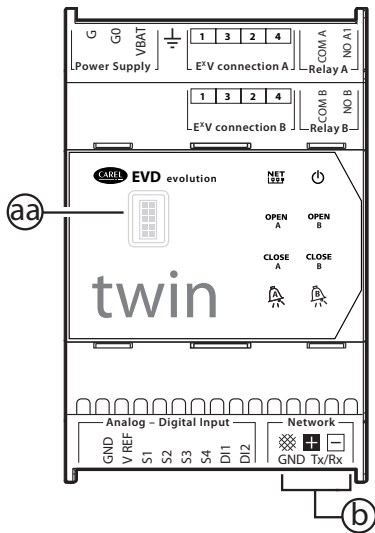 G G0 VBAT
1 3 2 4
COM A NO A1
Power Supply
EXV connection A
Relay A
1 3 2 4
COM B NO B
EXV connection B
Relay B
CAREL EVD evolution
NET
aa
OPEN A
OPEN B
CLOSE A
CLOSE B
twin
A
B
Analog – Digital Input
Network
GND V REF S1 S2 S3 S4 DI1 DI2
+ −
GND Tx/Rx
b